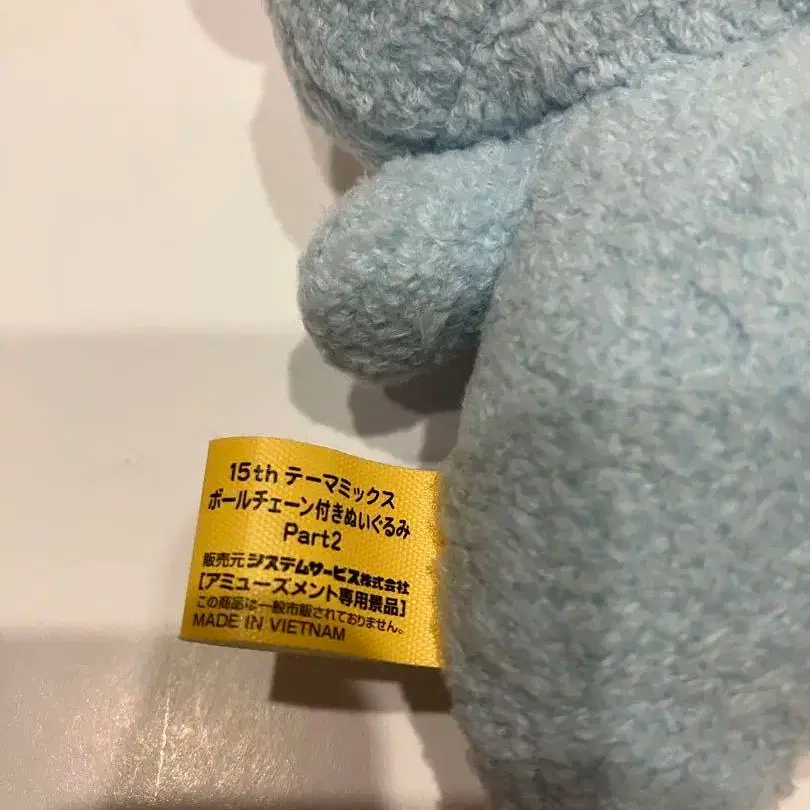 15th テーマミックス
ボールチェーン付きぬいぐるみ
Part2
販売元 システムサービス株式会社
[アミューズメント専用景品]
この商品は一般市販されておりません。
MADE IN VIETNAM